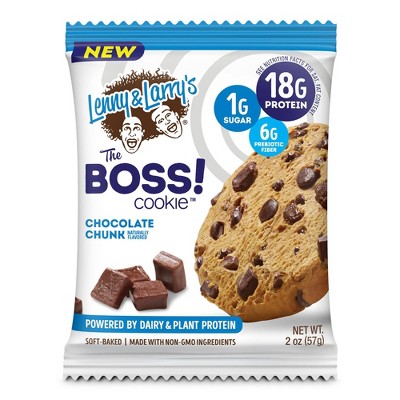 NEW
Lenny & Larry's®
The
BOSS!
cookie™
CHOCOLATE
CHUNK NATURALLY FLAVORED
1G
SUGAR
18G
PROTEIN
6G
PREBIOTIC
FIBER
SEE NUTRITION FACTS FOR SAT. FAT CONTENT
POWERED BY DAIRY & PLANT PROTEIN
SOFT-BAKED | MADE WITH NON-GMO INGREDIENTS
NET WT.
2 oz (57g)